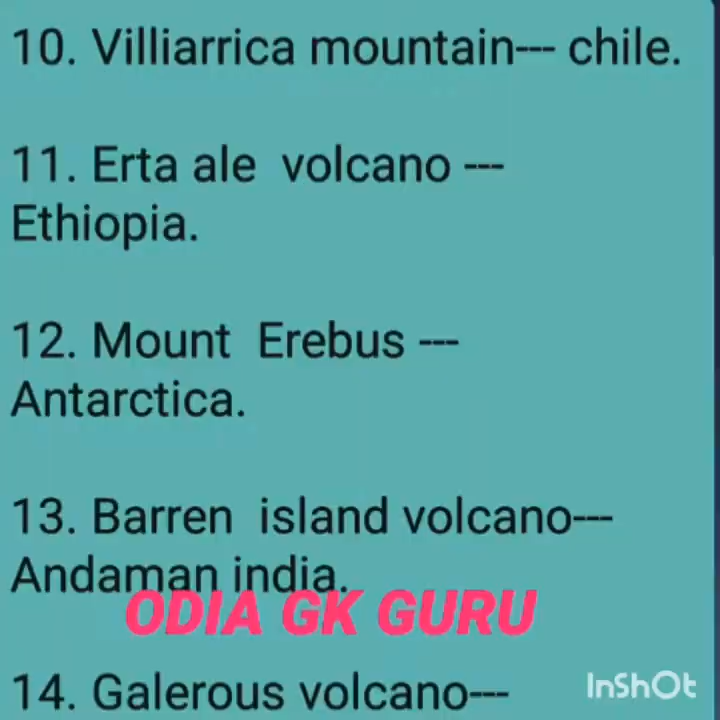 10. Villiarrica mountain--- chile.
11. Erta ale volcano ---
Ethiopia.
12. Mount Erebus ---
Antarctica.
13. Barren island volcano---
Andaman india.
ODIA GK GURU
14. Galerous volcano---
InShOt